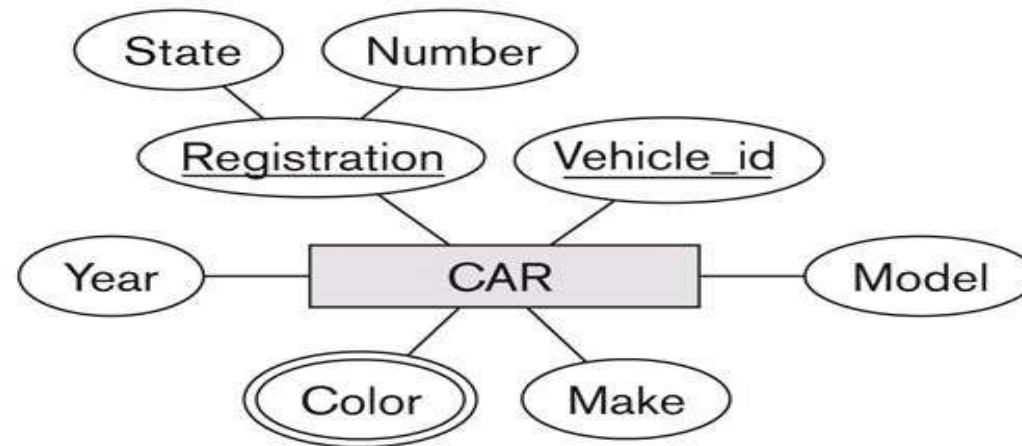 State
Number
Registration
Vehicle_id
Year
CAR
Model
Color
Make